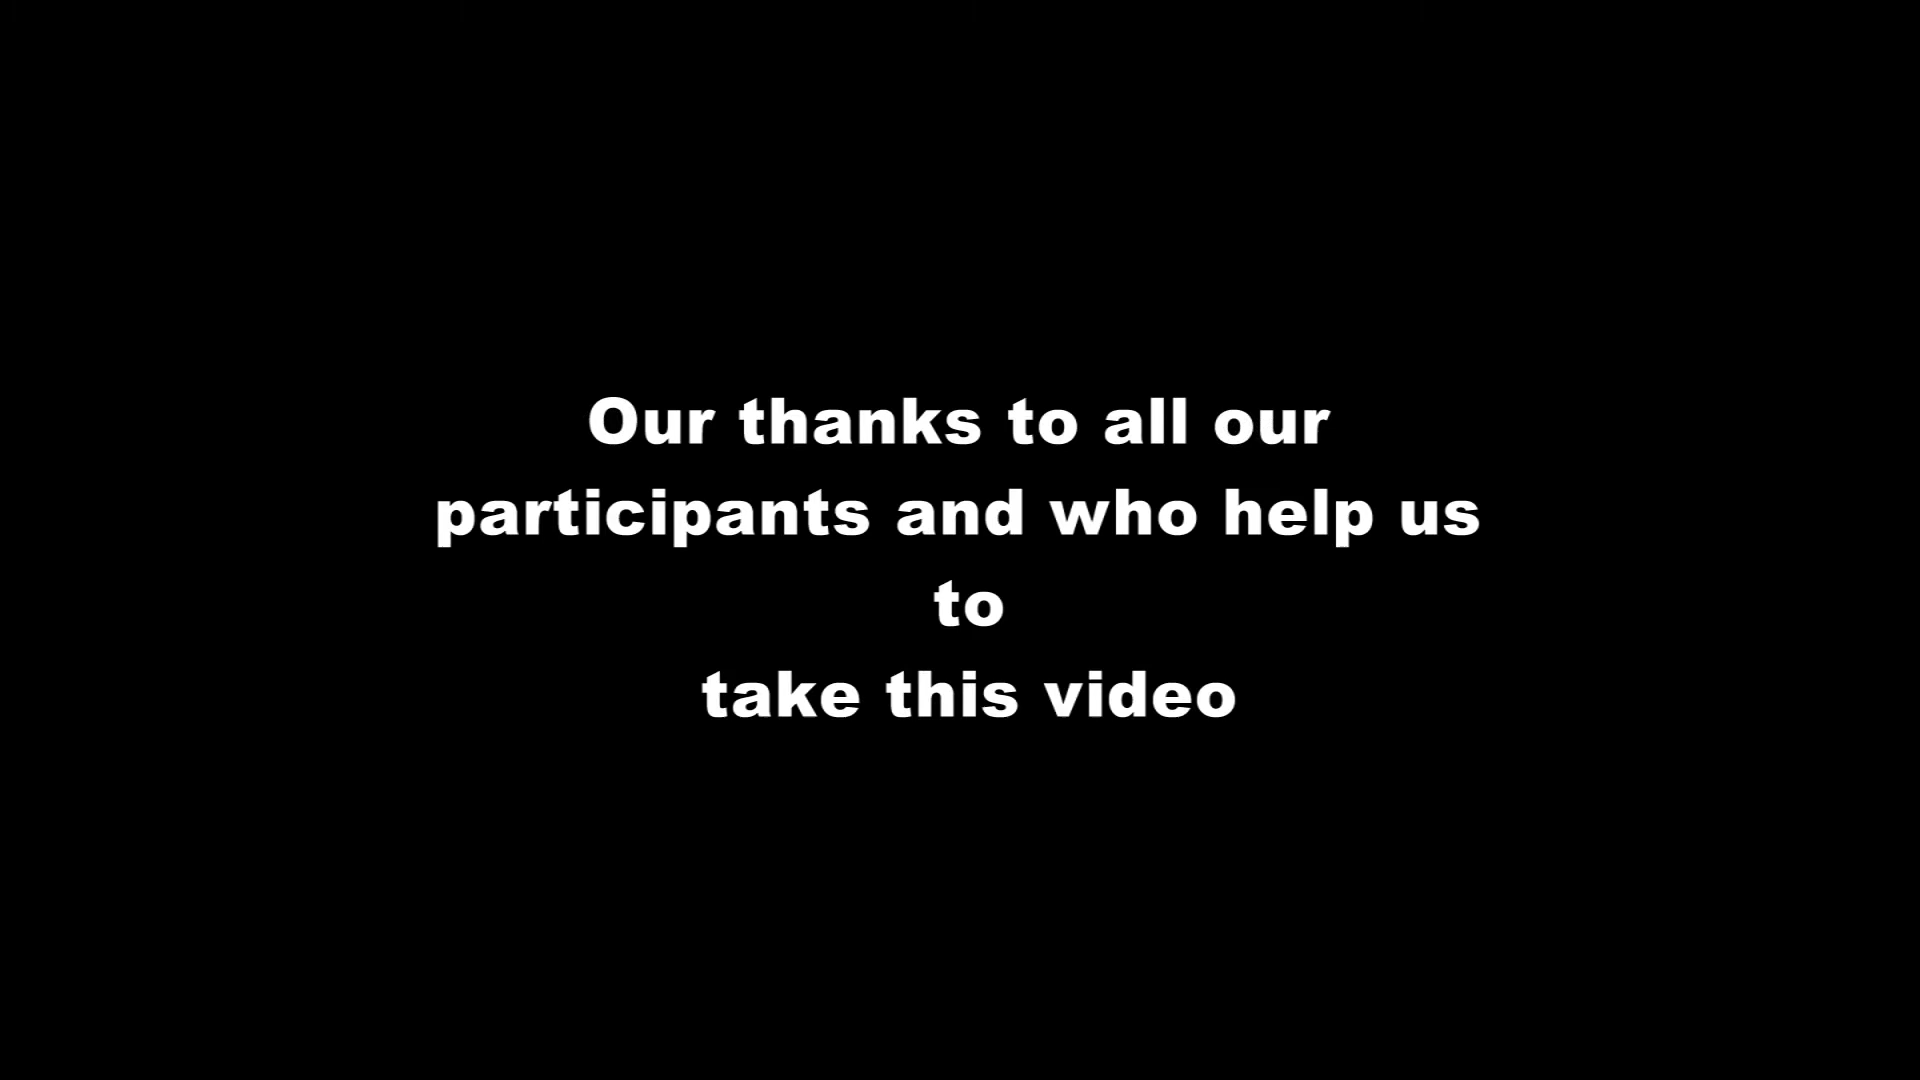 Our thanks to all our
participants and who help us
to
take this video